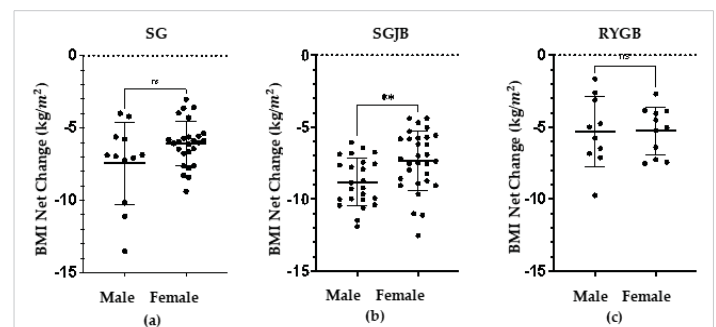 SG
SGJB
RYGB
BMI Net Change (kg/m²)
0
-5
-10
-15
ns
Male Female
(a)
BMI Net Change (kg/m²)
0
-5
-10
-15
**
Male Female
(b)
BMI Net Change (kg/m²)
0
-5
-10
-15
ns
Male Female
(c)